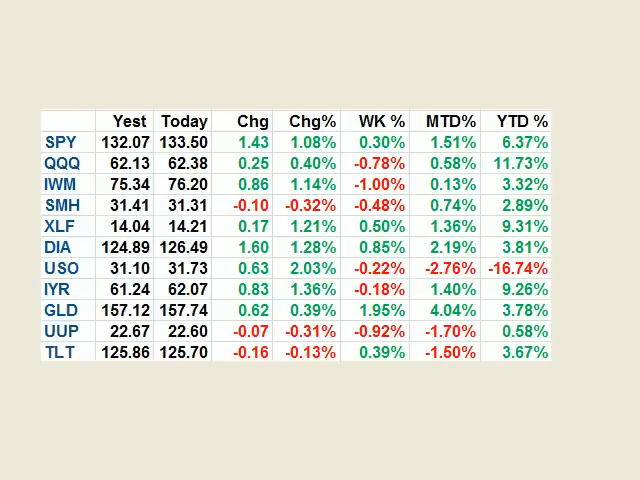 Yest Today Chg Chg% WK % MTD% YTD %
SPY 132.07 133.50 1.43 1.08% 0.30% 1.51% 6.37%
QQQ 62.13 62.38 0.25 0.40% -0.78% 0.58% 11.73%
IWM 75.34 76.20 0.86 1.14% -1.00% 0.13% 3.32%
SMH 31.41 31.31 -0.10 -0.32% -0.48% 0.74% 2.89%
XLF 14.04 14.21 0.17 1.21% 0.50% 1.36% 9.31%
DIA 124.89 126.49 1.60 1.28% 0.85% 2.19% 3.81%
USO 31.10 31.73 0.63 2.03% -0.22% -2.76% -16.74%
IYR 61.24 62.07 0.83 1.36% -0.18% 1.40% 9.26%
GLD 157.12 157.74 0.62 0.39% 1.95% 4.04% 3.78%
UUP 22.67 22.60 -0.07 -0.31% -0.92% -1.70% 0.58%
TLT 125.86 125.70 -0.16 -0.13% 0.39% -1.50% 3.67%